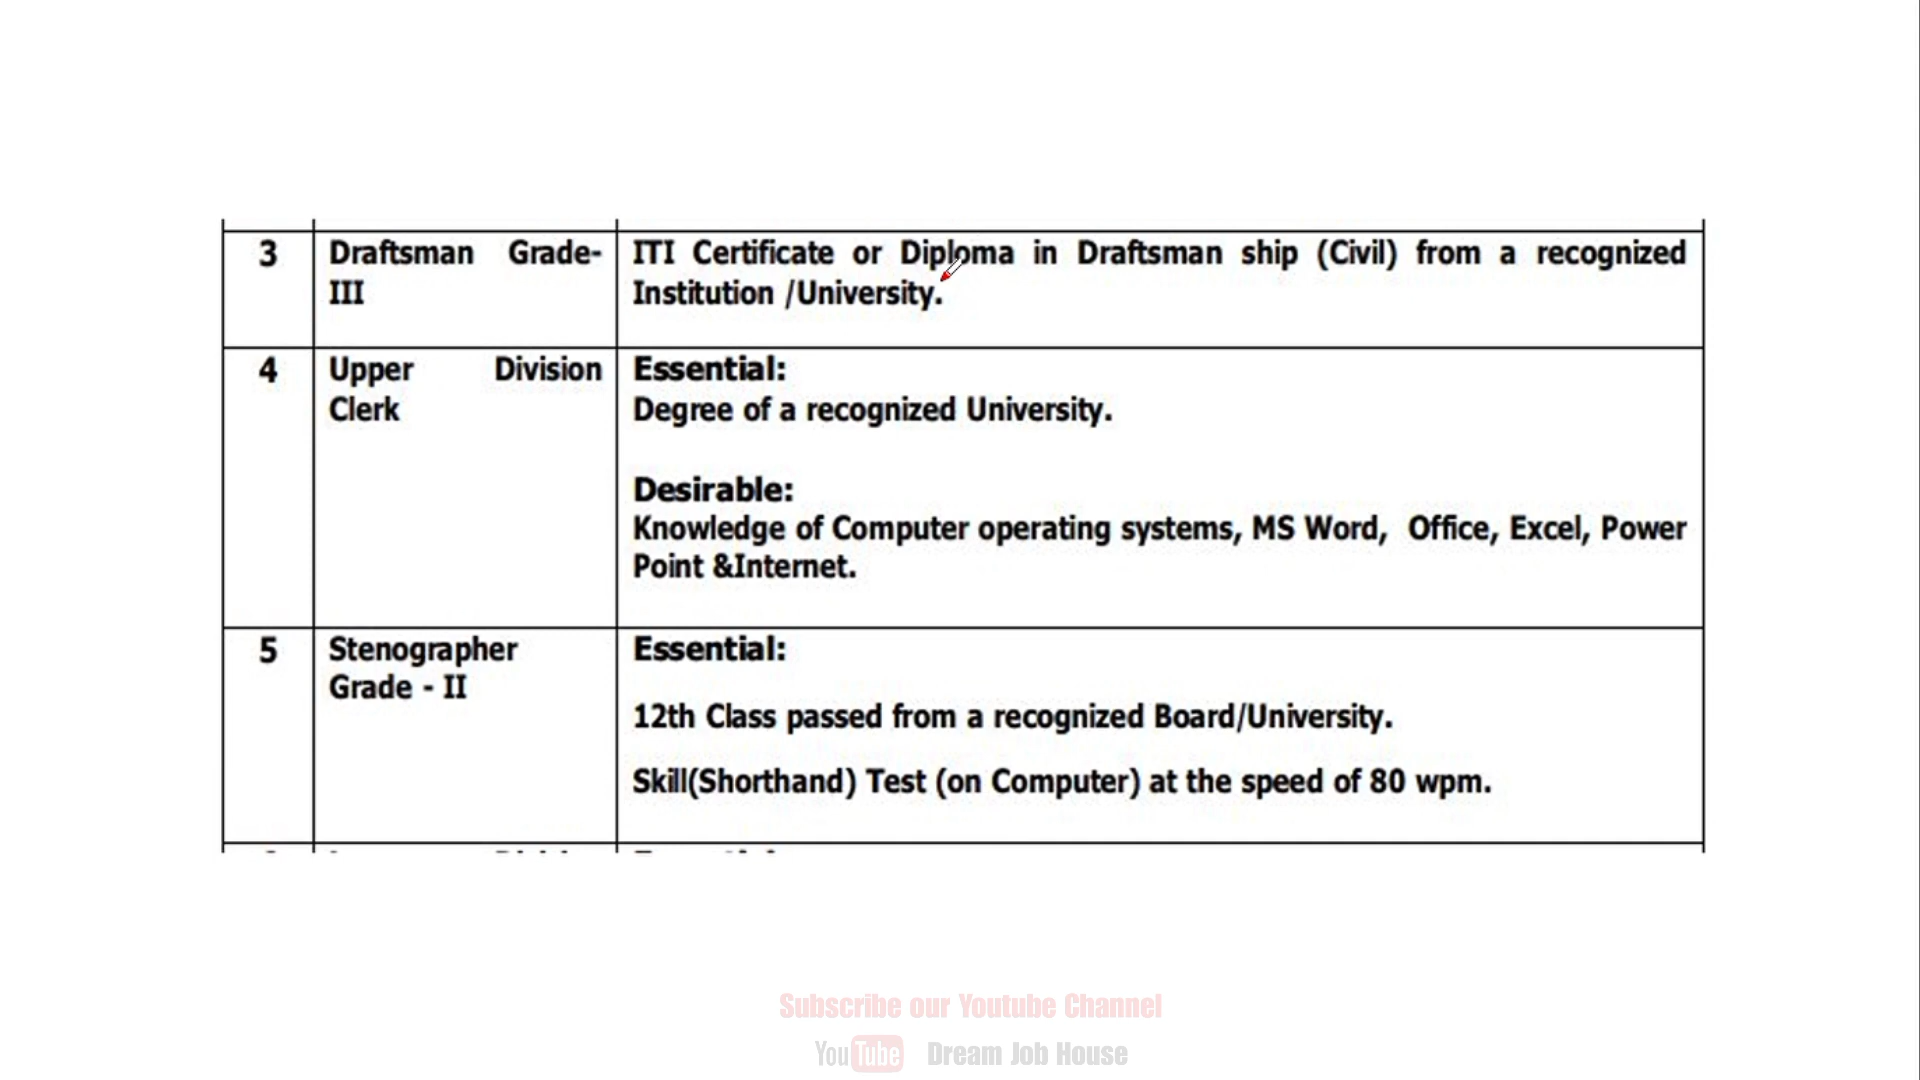 3 Draftsman Grade- ITI Certificate or Diploma in Draftsman ship (Civil) from a recognized
III Institution /University.
4 Upper Division Essential:
Clerk Degree of a recognized University.
Desirable:
Knowledge of Computer operating systems, MS Word, Office, Excel, Power
Point &Internet.
5 Stenographer Essential:
Grade - II
12th Class passed from a recognized Board/University.
Skill(Shorthand) Test (on Computer) at the speed of 80 wpm.
Subscribe our Youtube Channel
YouTube Dream Job House